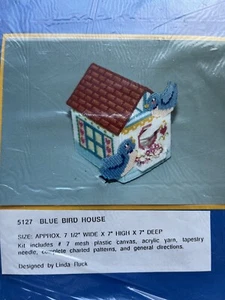 5127 BLUE BIRD HOUSE
SIZE: APPROX. 7 1/2" WIDE X 7" HIGH X 7" DEEP
Kit includes # 7 mesh plastic canvas, acrylic yarn, tapestry
needle, complete charted patterns, and general directions.
Designed by Linda Fluck